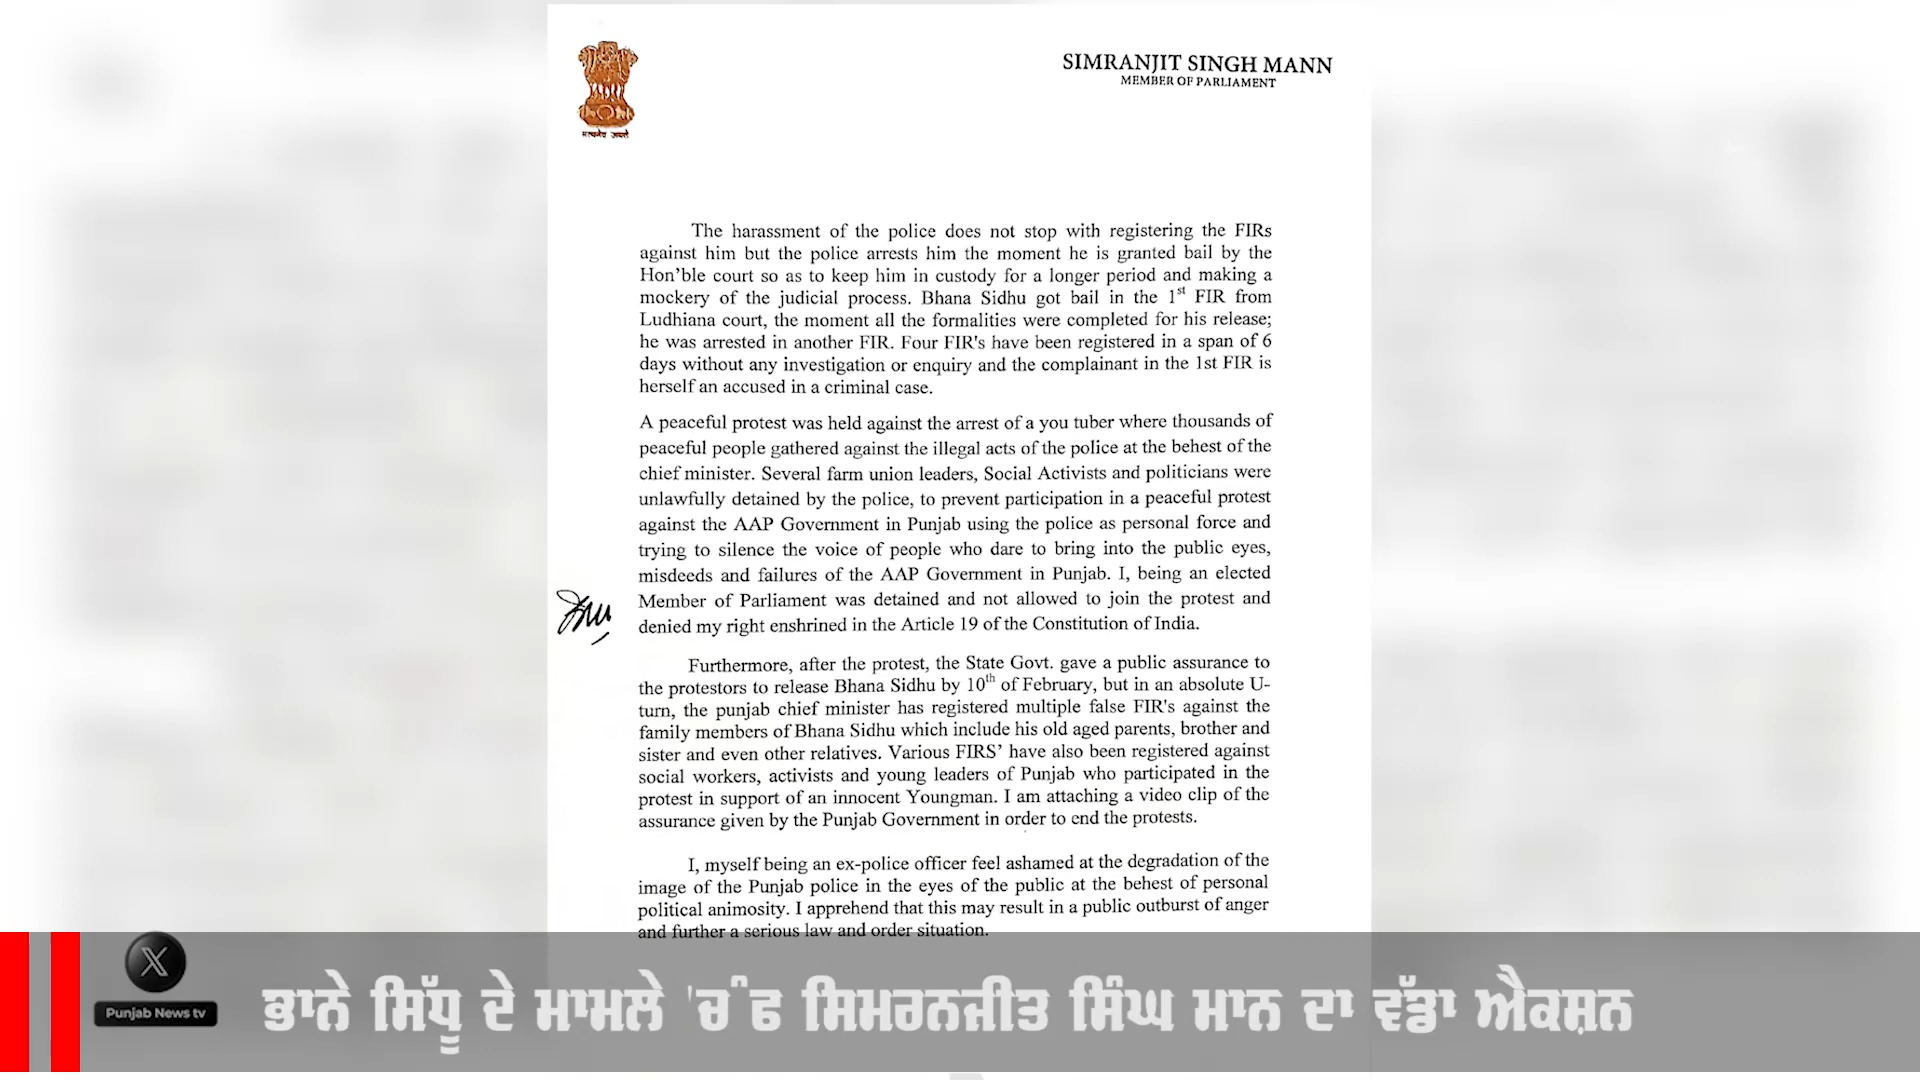 सत्यमेव जयते
SIMRANJIT SINGH MANN
MEMBER OF PARLIAMENT
The harassment of the police does not stop with registering the FIRs
against him but the police arrests him the moment he is granted bail by the
Hon'ble court so as to keep him in custody for a longer period and making a
mockery of the judicial process. Bhana Sidhu got bail in the 1st FIR from
Ludhiana court, the moment all the formalities were completed for his release;
he was arrested in another FIR. Four FIR's have been registered in a span of 6
days without any investigation or enquiry and the complainant in the 1st FIR is
herself an accused in a criminal case.
A peaceful protest was held against the arrest of a you tuber where thousands of
peaceful people gathered against the illegal acts of the police at the behest of the
chief minister. Several farm union leaders, Social Activists and politicians were
unlawfully detained by the police, to prevent participation in a peaceful protest
against the AAP Government in Punjab using the police as personal force and
trying to silence the voice of people who dare to bring into the public eyes,
misdeeds and failures of the AAP Government in Punjab. I, being an elected
Member of Parliament was detained and not allowed to join the protest and
denied my right enshrined in the Article 19 of the Constitution of India.
Furthermore, after the protest, the State Govt. gave a public assurance to
the protestors to release Bhana Sidhu by 10th of February, but in an absolute U-
turn, the punjab chief minister has registered multiple false FIR's against the
family members of Bhana Sidhu which include his old aged parents, brother and
sister and even other relatives. Various FIRS' have also been registered against
social workers, activists and young leaders of Punjab who participated in the
protest in support of an innocent Youngman. I am attaching a video clip of the
assurance given by the Punjab Government in order to end the protests.
I, myself being an ex-police officer feel ashamed at the degradation of the
image of the Punjab police in the eyes of the public at the behest of personal
political animosity. I apprehend that this may result in a public outburst of anger
and further a serious law and order situation.
X
Punjab News tv
ਭਾਨੇ ਸਿੱਧੂ ਦੇ ਮਾਮਲੇ 'ਚ ਸਿਮਰਨਜੀਤ ਸਿੰਘ ਮਾਨ ਦਾ ਵੱਡਾ ਐਕਸ਼ਨ